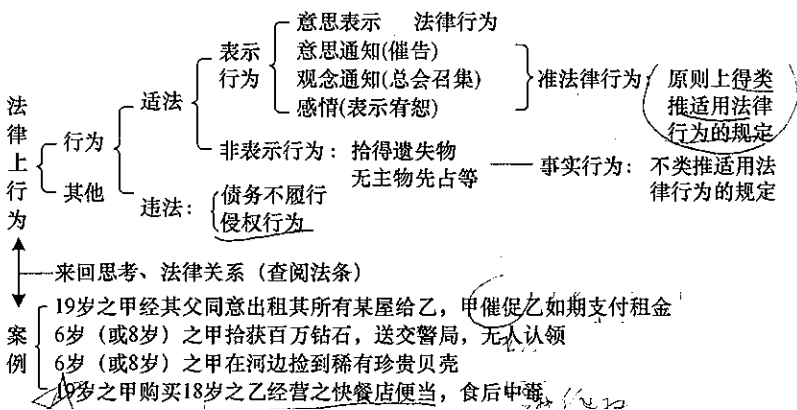 意思表示 法律行为
表示
行为
意思通知(催告)
观念通知(总会召集)
感情(表示宥恕)
准法律行为:
原则上得类
推适用法律
行为的规定
适法
非表示行为: 拾得遗失物
无主物先占等
事实行为:
不类推适用法
律行为的规定
法律上行为
行为
其他
违法:
债务不履行
侵权行为
来回思考、法律关系(查阅法条)
案例
19岁之甲经其父同意出租其所有某屋给乙,甲催促乙如期支付租金
6岁(或8岁)之甲拾获百万钻石,送交警局,无人认领
6岁(或8岁)之甲在河边捡到稀有珍贵贝壳
19岁之甲购买18岁之乙经营之快餐店便当,食后中毒